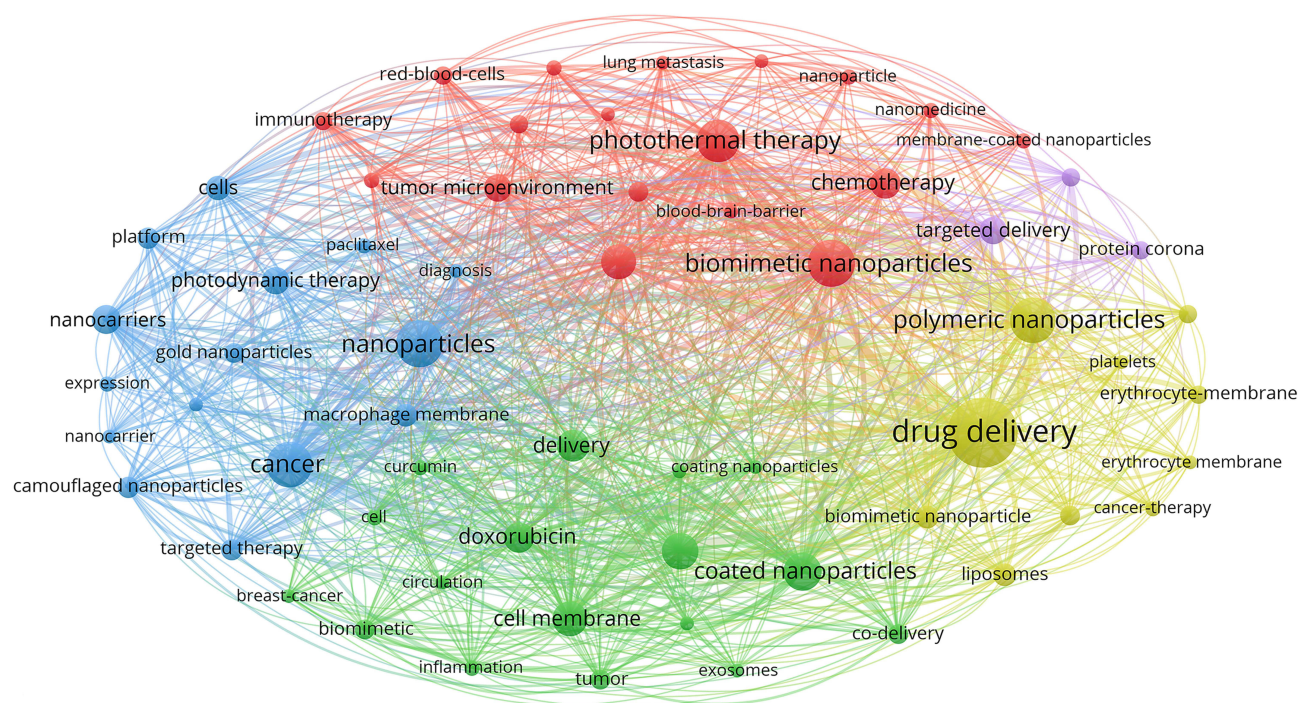 lung metastasis
red-blood-cells
nanoparticle
nanomedicine
immunotherapy
photothermal therapy
membrane-coated nanoparticles
chemotherapy
cells
tumor microenvironment
blood-brain-barrier
targeted delivery
platform
paclitaxel
protein corona
biomimetic nanoparticles
diagnosis
photodynamic therapy
nanocarriers
polymeric nanoparticles
nanoparticles
gold nanoparticles
platelets
expression
erythrocyte-membrane
macrophage membrane
drug delivery
nanocarrier
delivery
cancer
curcumin
coating nanoparticles
erythrocyte membrane
camouflaged nanoparticles
cancer-therapy
cell
biomimetic nanoparticle
doxorubicin
targeted therapy
coated nanoparticles
liposomes
circulation
breast-cancer
cell membrane
biomimetic
co-delivery
inflammation
exosomes
tumor